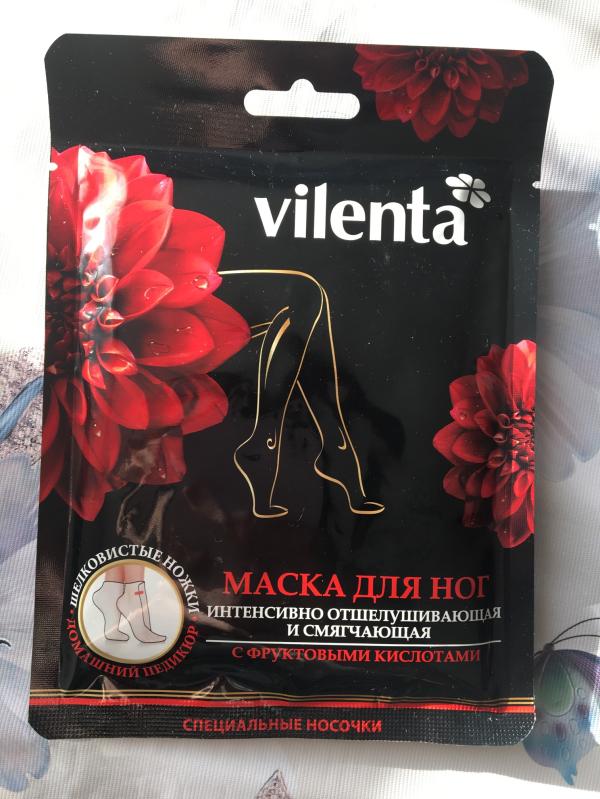 vilenta
ШЕЛКОВИСТЫЕ НОЖКИ
ДОМАШНИЙ ПЕДИКЮР
МАСКА ДЛЯ НОГ
ИНТЕНСИВНО ОТШЕЛУШИВАЮЩАЯ
И СМЯГЧАЮЩАЯ
С ФРУКТОВЫМИ КИСЛОТАМИ
СПЕЦИАЛЬНЫЕ НОСОЧКИ